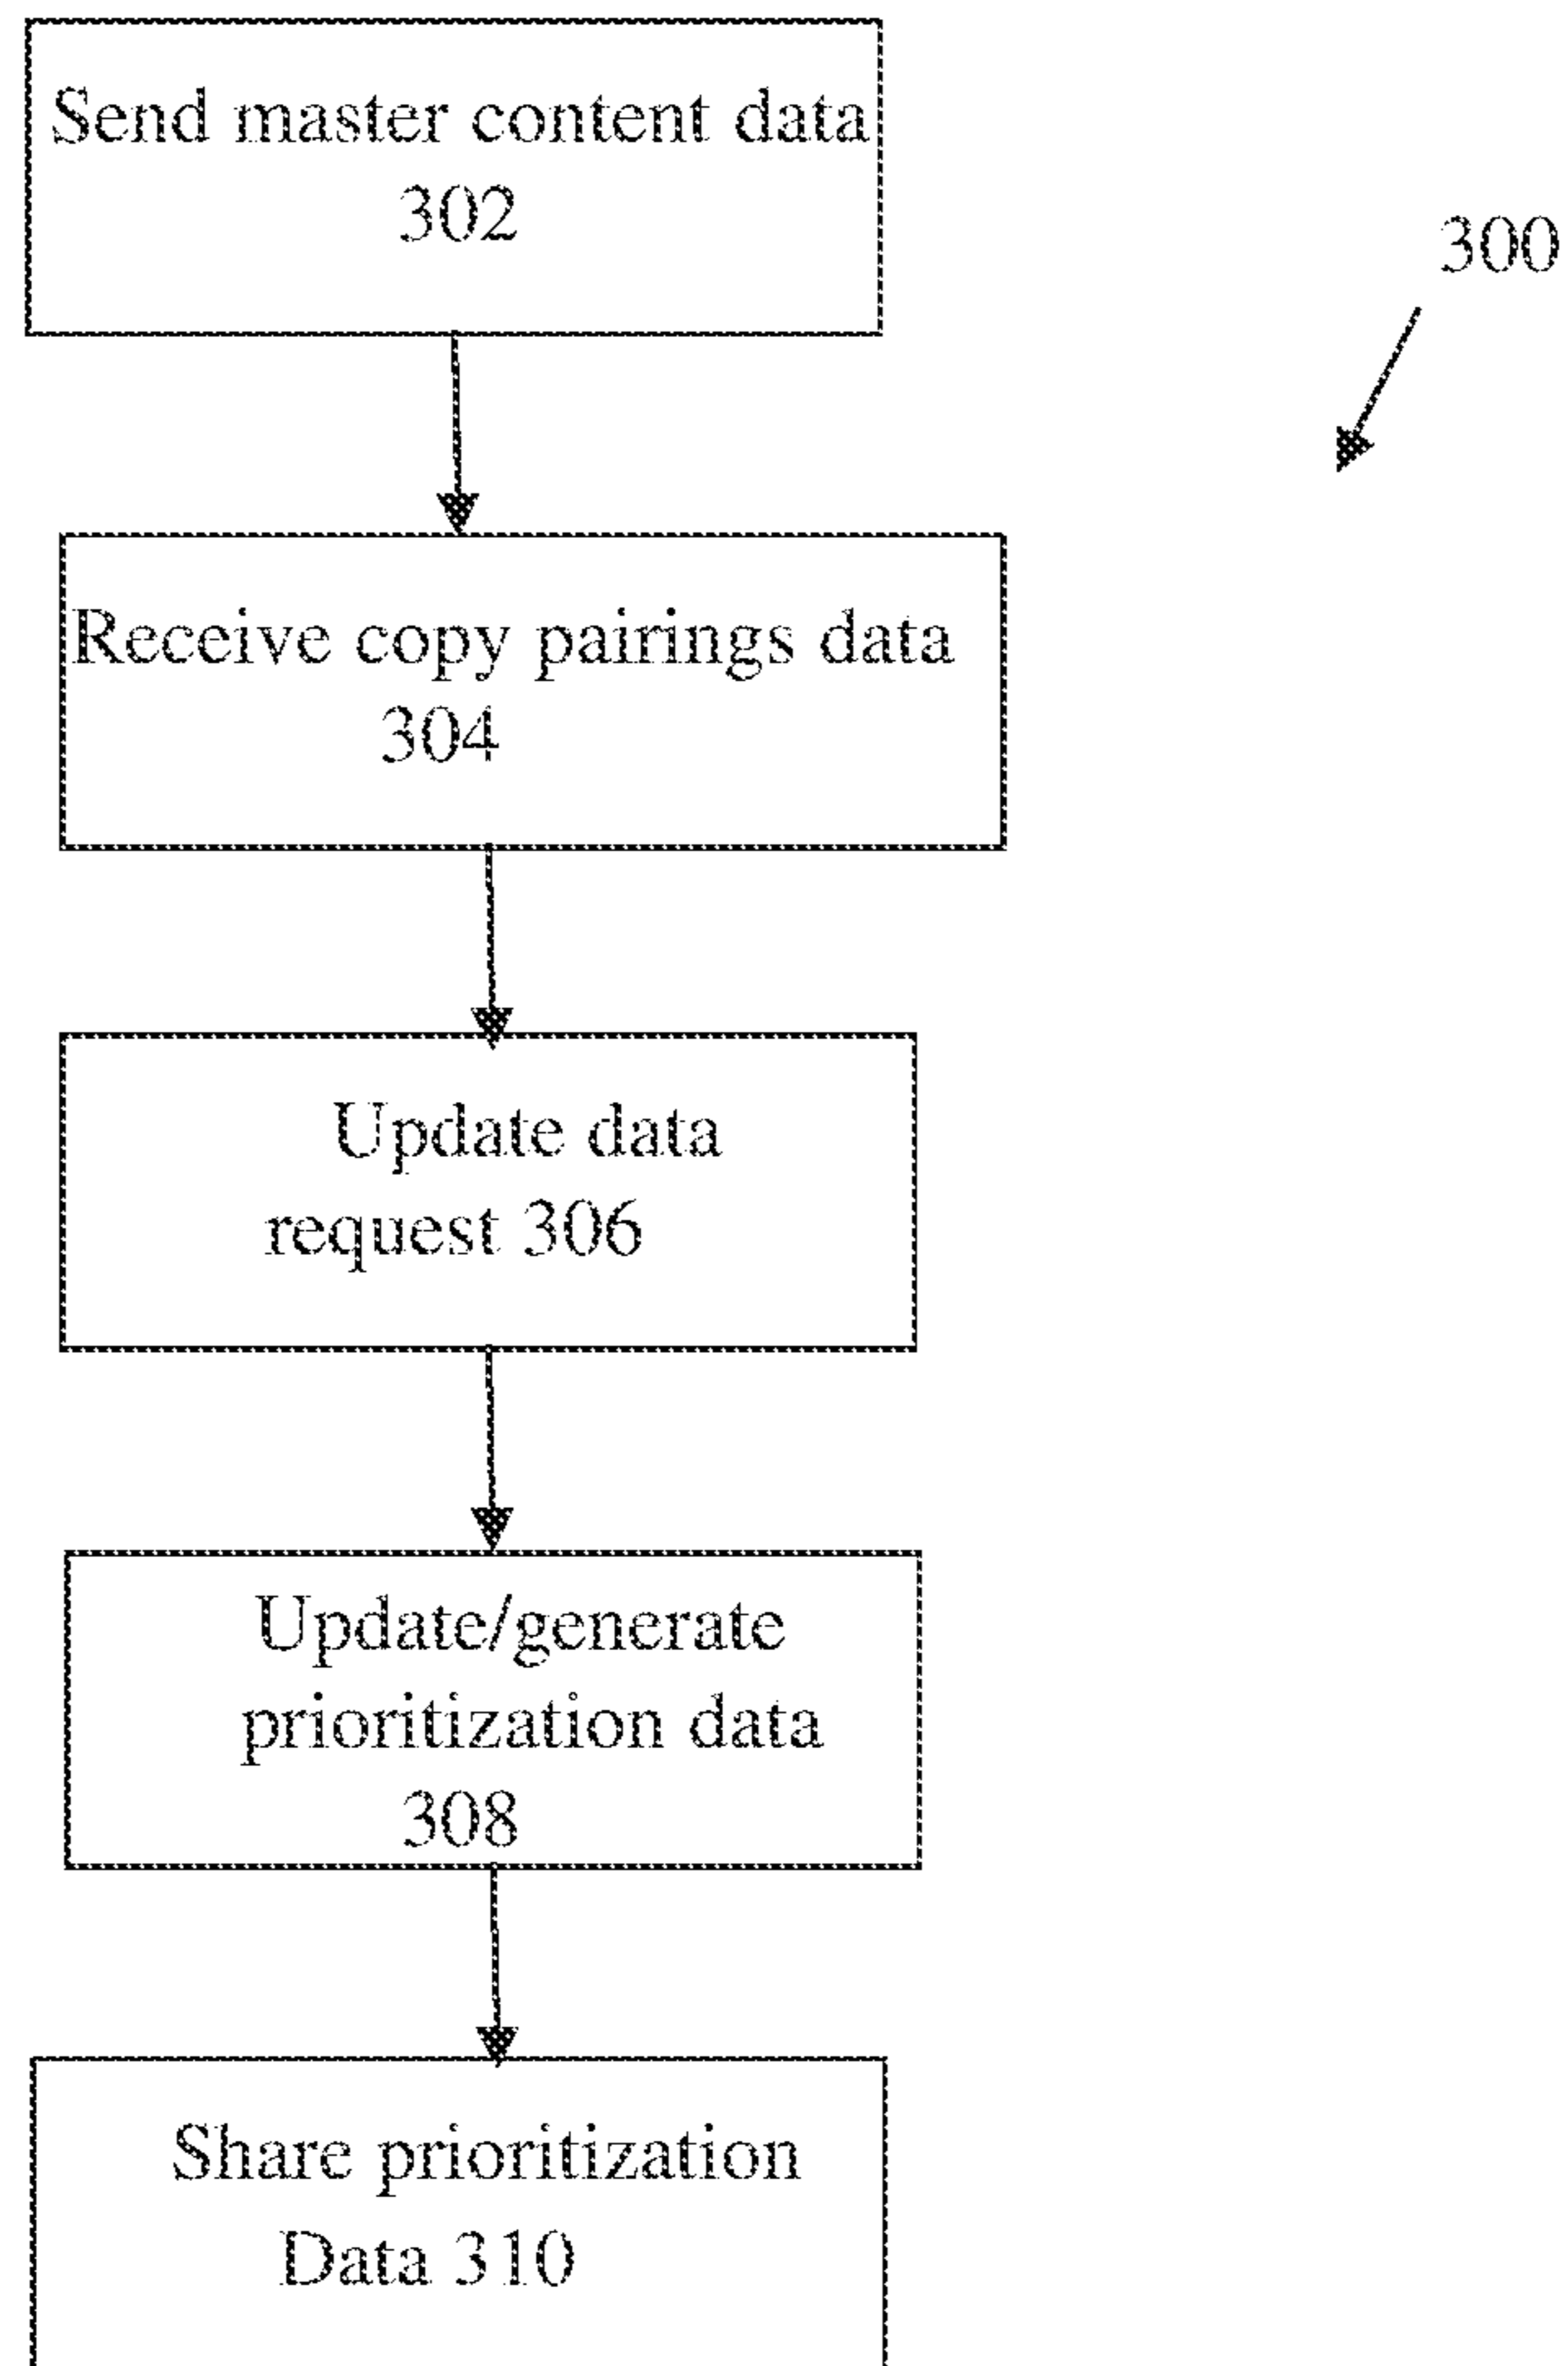 Send master content data
302
300
Receive copy pairings data
304
Update data
request 306
Update/generate
prioritization data
308
Share prioritization
Data 310